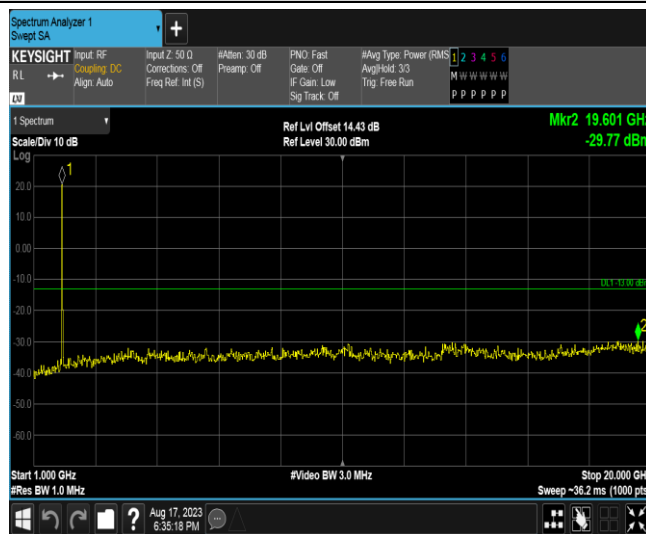 Spectrum Analyzer 1
Swept SA
KEYSIGHT
RL
LXI
Input: RF
Coupling: DC
Align: Auto
Input Z: 50 Ω
Corrections: Off
Freq Ref: Int (S)
#Atten: 30 dB
Preamp: Off
PNO: Fast
Gate: Off
IF Gain: Low
Sig Track: Off
#Avg Type: Power (RMS
Avg|Hold: 3/3
Trig: Free Run
1 2 3 4 5 6
M W W W W W
P P P P P P
1 Spectrum
Scale/Div 10 dB
Log
Ref Lvl Offset 14.43 dB
Ref Level 30.00 dBm
Mkr2 19.601 GHz
-29.77 dBm
1
20.0
10.0
0.00
-10.0
DL1 -13.00 dBm
-20.0
2
-30.0
-40.0
-50.0
-60.0
Start 1.000 GHz
#Res BW 1.0 MHz
#Video BW 3.0 MHz
Stop 20.000 GH
Sweep ~36.2 ms (1000 pts
?
Aug 17, 2023
6:35:18 PM